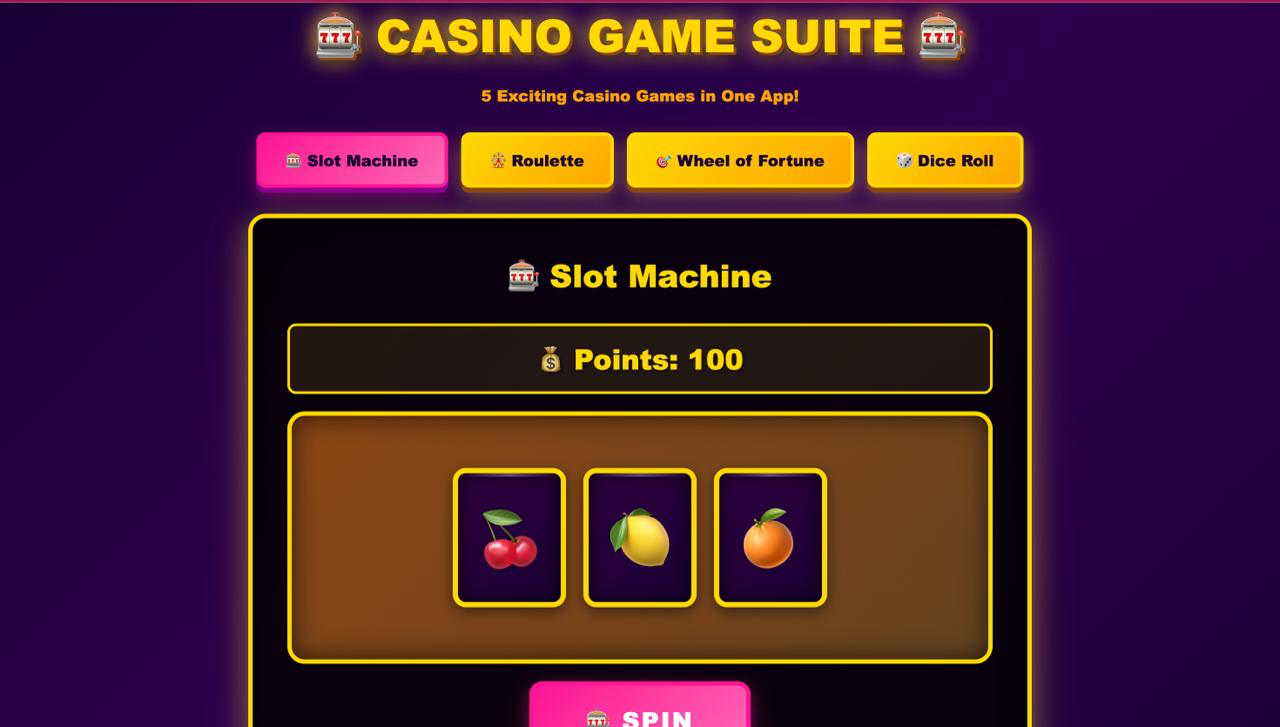 🎰 CASINO GAME SUITE 🎰
5 Exciting Casino Games in One App!
🎰 Slot Machine
🎡 Roulette
🎯 Wheel of Fortune
🎲 Dice Roll
🎰 Slot Machine
💰 Points: 100
🎰 SPIN